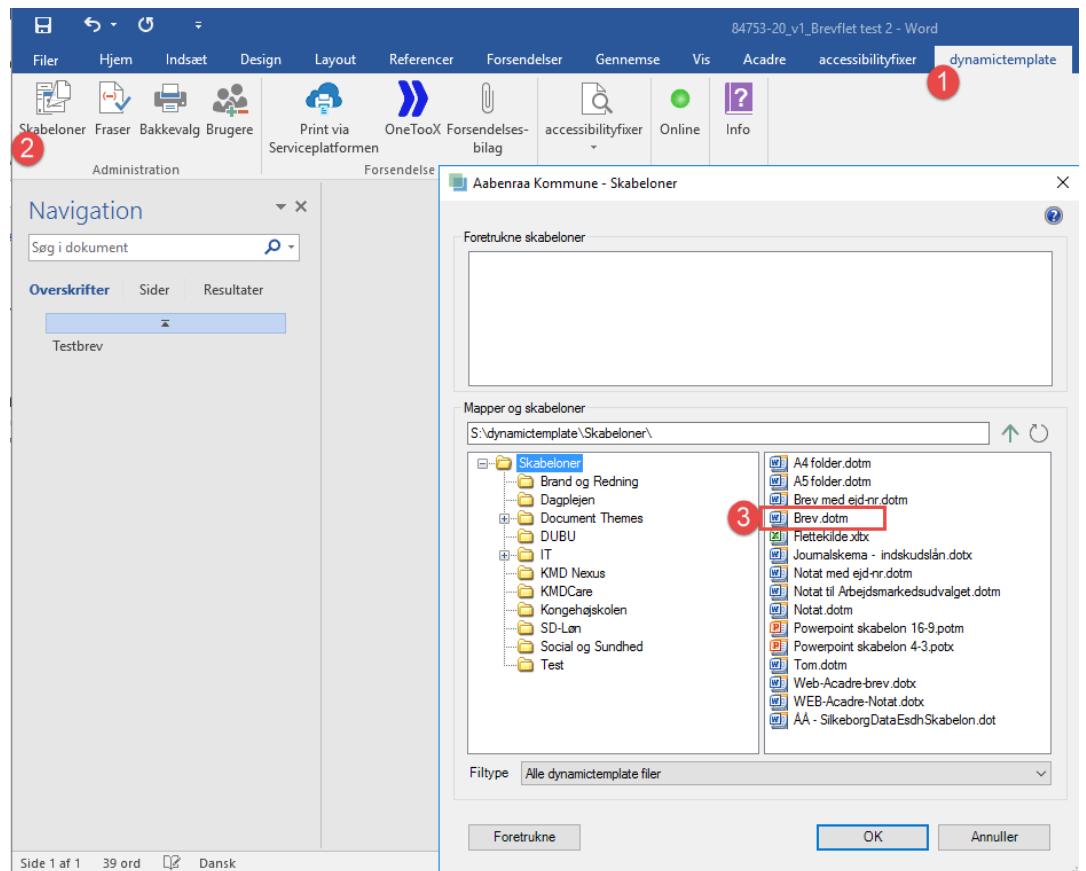 84753-20_v1_Brevflet test 2 - Word
Filer Hjem Indsæt Design Layout Referencer Forsendelser Gennemse Vis Acadre accessibilityfixer dynamictemplate
1
Skabeloner Fraser Bakkevalg Brugere Print via Serviceplatformen OneTooX Forsendelses-bilag accessibilityfixer Online Info
2
Administration Forsendelse
Navigation
Søg i dokument
Overskrifter Sider Resultater
Testbrev
Aabenraa Kommune - Skabeloner
Foretrukne skabeloner
Mapper og skabeloner
S:\dynamictemplate\Skabeloner\
Skabeloner
Brand og Redning
Dagplejen
Document Themes
DUBU
IT
KMD Nexus
KMDCare
Kongehøjskolen
SD-Løn
Social og Sundhed
Test
A4 folder.dotm
A5 folder.dotm
Brev med ejd-nr.dotm
3 Brev.dotm
Flettekilde.xltx
Journalskema - indskudslån.dotx
Notat med ejd-nr.dotm
Notat til Arbejdsmarkedsudvalget.dotm
Notat.dotm
Powerpoint skabelon 16-9.potm
Powerpoint skabelon 4-3.potx
Tom.dotm
Web-Acadre-brev.dotx
WEB-Acadre-Notat.dotx
ÅÅ - SilkeborgDataEsdhSkabelon.dot
Filtype Alle dynamictemplate filer
Foretrukne OK Annuller
Side 1 af 1 39 ord Dansk